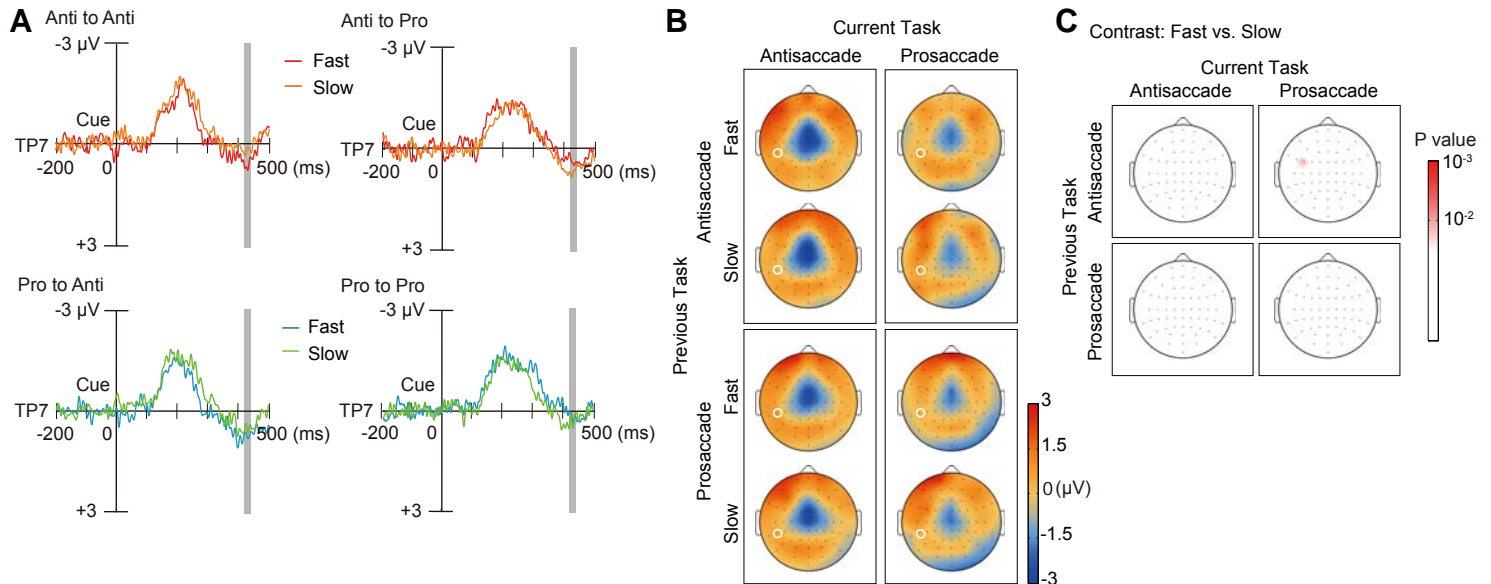 A
Anti to Anti
-3 µV
Fast
Slow
Cue
TP7
-200
0
500 (ms)
+3
Anti to Pro
-3 µV
Cue
TP7
-200
0
500 (ms)
+3
Pro to Anti
-3 µV
Fast
Slow
Cue
TP7
-200
0
500 (ms)
+3
Pro to Pro
-3 µV
Cue
TP7
-200
0
500 (ms)
+3
B
Current Task
Antisaccade
Prosaccade
Previous Task
Antisaccade
Fast
Slow
Prosaccade
Fast
Slow
3
1.5
0 (µV)
-1.5
-3
C
Contrast: Fast vs. Slow
Current Task
Antisaccade
Prosaccade
Previous Task
Antisaccade
Prosaccade
P value
10-3
10-2